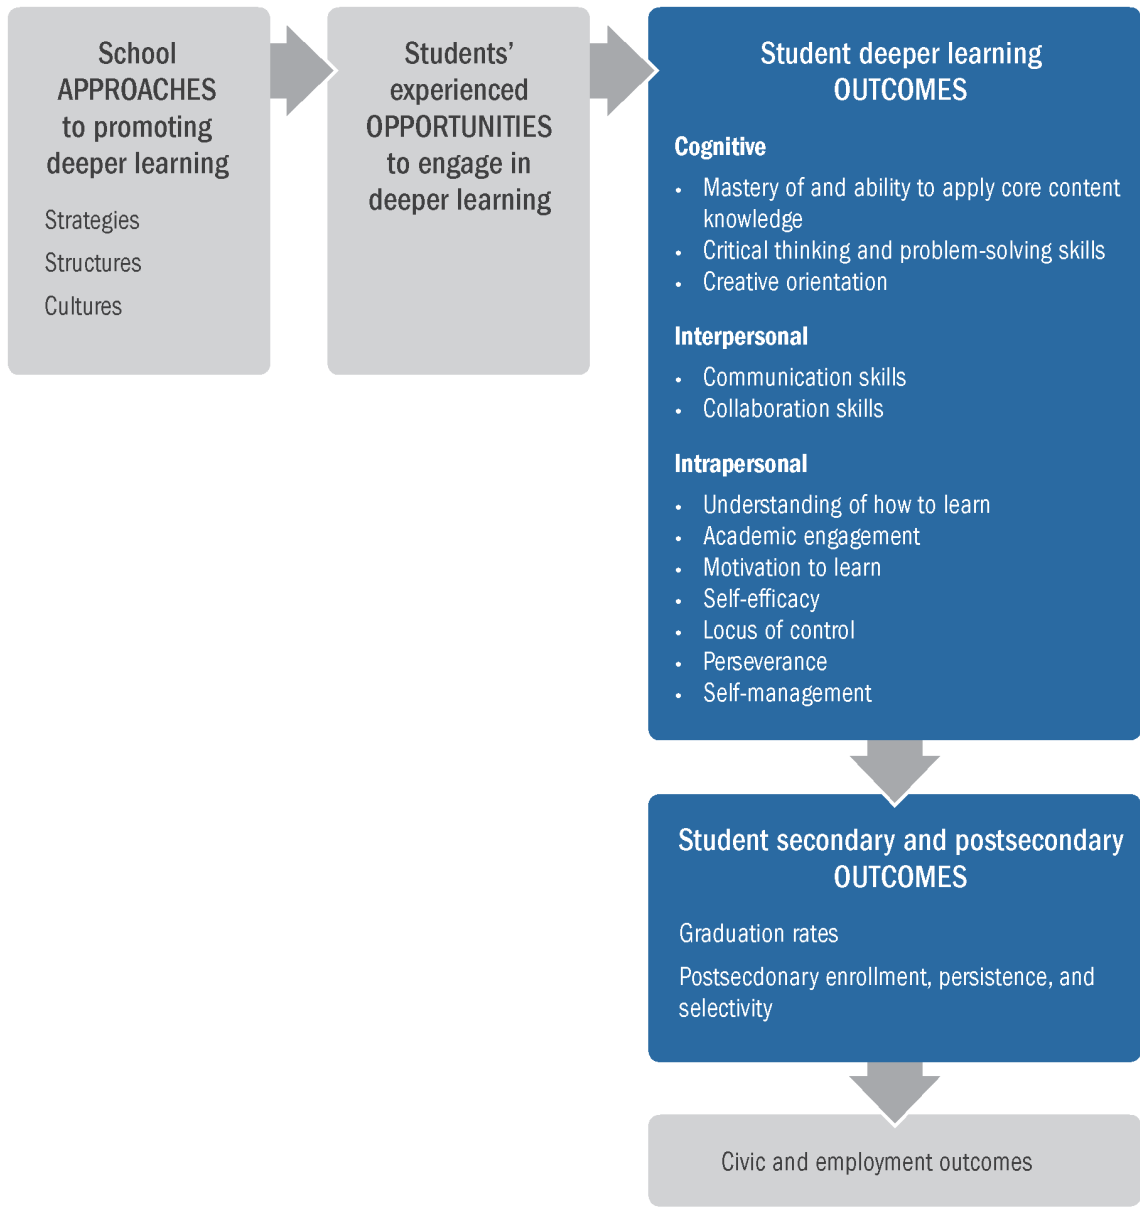 School
APPROACHES
to promoting
deeper learning
Strategies
Structures
Cultures
Students’
experienced
OPPORTUNITIES
to engage in
deeper learning
Student deeper learning
OUTCOMES
Cognitive
• Mastery of and ability to apply core content
knowledge
• Critical thinking and problem-solving skills
• Creative orientation
Interpersonal
• Communication skills
• Collaboration skills
Intrapersonal
• Understanding of how to learn
• Academic engagement
• Motivation to learn
• Self-efficacy
• Locus of control
• Perseverance
• Self-management
Student secondary and postsecondary
OUTCOMES
Graduation rates
Postsecdonary enrollment, persistence, and
selectivity
Civic and employment outcomes